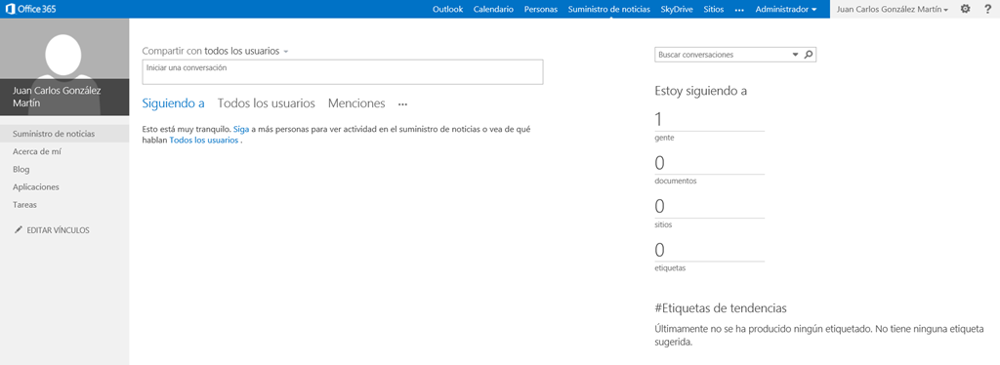 Office 365
Outlook Calendario Personas Suministro de noticias SkyDrive Sitios ••• Administrador Juan Carlos González Martín ?
Juan Carlos González
Martín
Suministro de noticias
Acerca de mí
Blog
Aplicaciones
Tareas
EDITAR VÍNCULOS
Compartir con todos los usuarios
Iniciar una conversación
Siguiendo a Todos los usuarios Menciones •••
Esto está muy tranquilo. Siga a más personas para ver actividad en el suministro de noticias o vea de qué
hablan Todos los usuarios .
Buscar conversaciones
Estoy siguiendo a
1
gente
0
documentos
0
sitios
0
etiquetas
#Etiquetas de tendencias
Últimamente no se ha producido ningún etiquetado. No tiene ninguna etiqueta
sugerida.